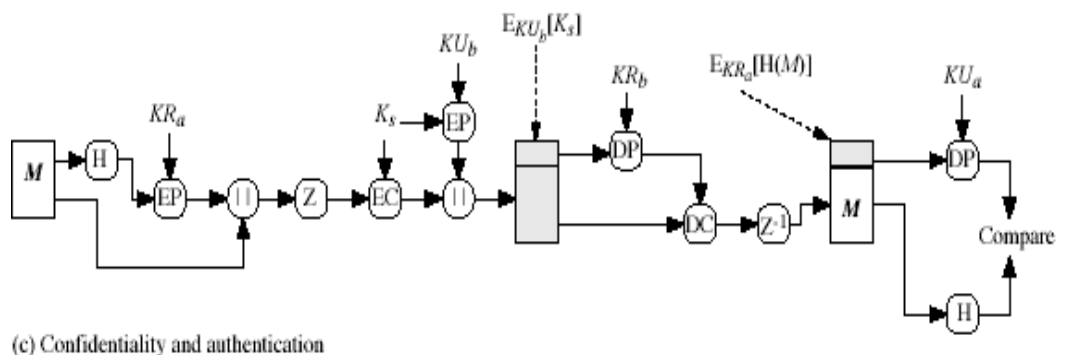 E_{KU_b}[K_s]
KU_b
E_{KR_a}[H(M)]
KR_b
KU_a
KR_a
K_s
EP
M
H
EP
||
Z
EC
||
DP
DC
Z⁻¹
M
DP
Compare
H
(c) Confidentiality and authentication